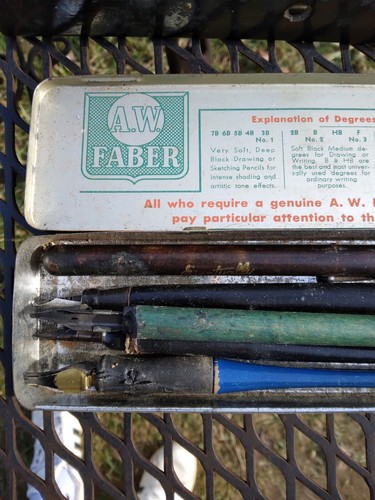 A.W.
FABER
Explanation of Degrees
7B 6B 5B 4B 3B
No. 1
Very Soft, Deep
Black-Drawing or
Sketching Pencils for
intense shading and
artistic tone effects.
2B B HB F
No. 2 No. 3
Soft Black Medium de-
grees for Drawing or
Writing. B & HB are
the best and most univer-
sally used degrees for
ordinary writing
purposes.
All who require a genuine A. W.
pay particular attention to th